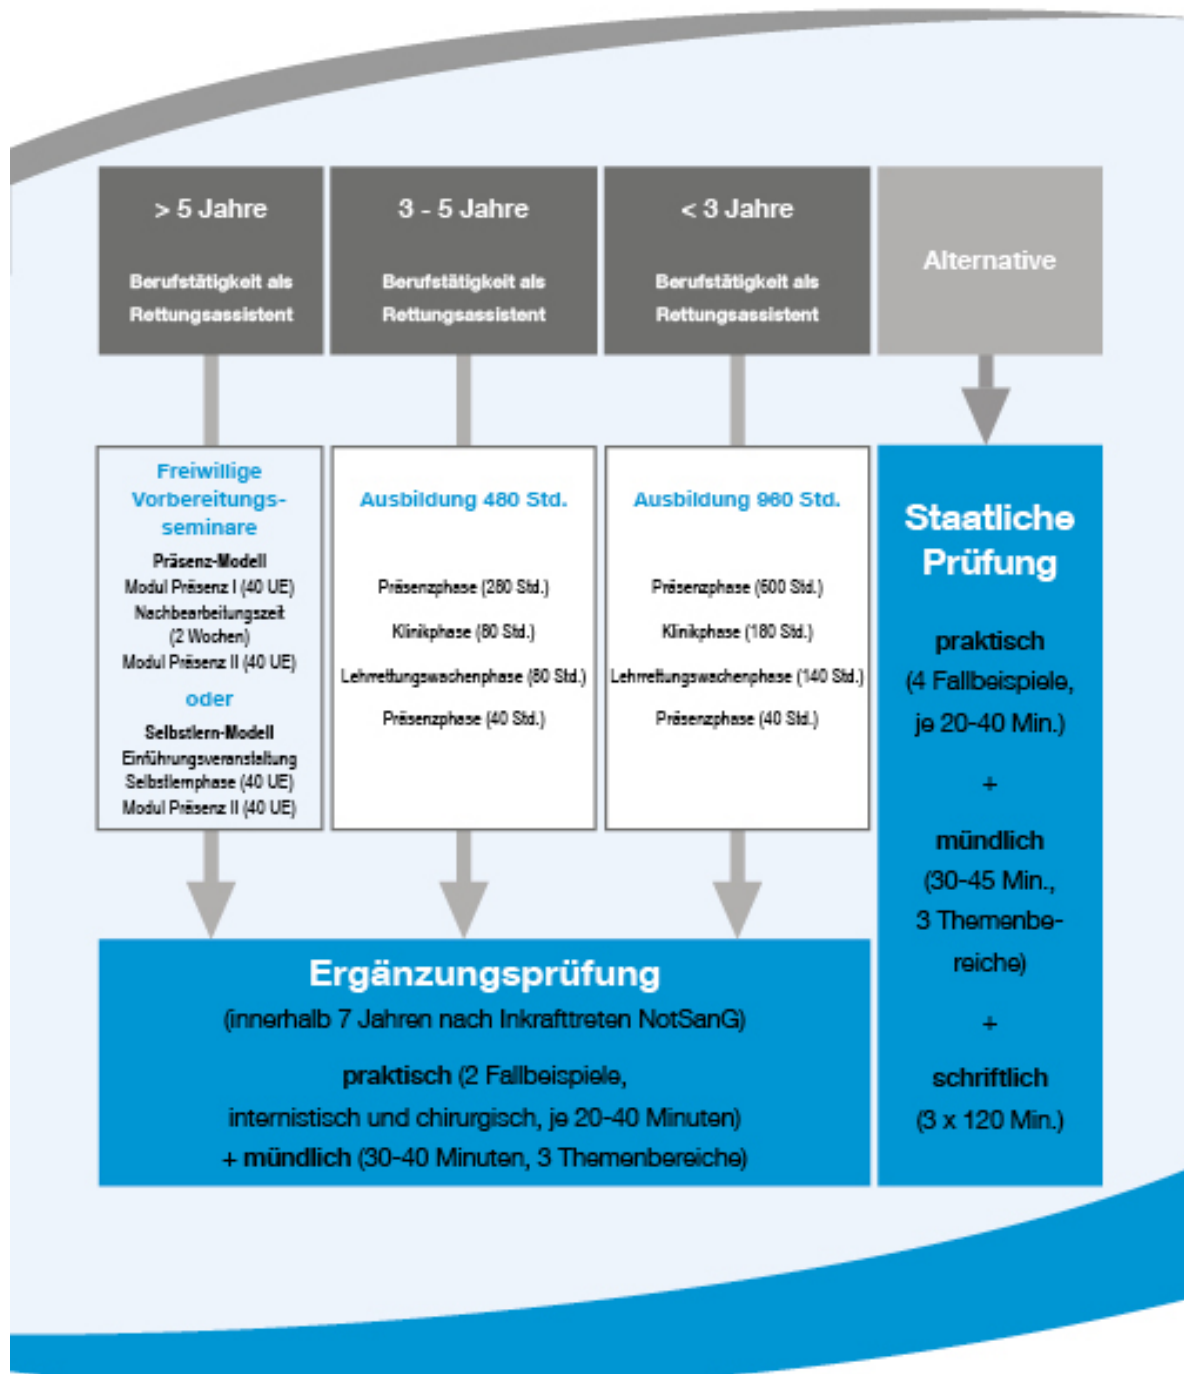 > 5 Jahre
Berufstätigkeit als
Rettungsassistent
3 - 5 Jahre
Berufstätigkeit als
Rettungsassistent
< 3 Jahre
Berufstätigkeit als
Rettungsassistent
Alternative
Freiwillige
Vorbereitungs-
seminare
Präsenz-Modell
Modul Präsenz I (40 UE)
Nachbearbeitungszeit
(2 Wochen)
Modul Präsenz II (40 UE)
oder
Selbstlern-Modell
Einführungsveranstaltung
Selbstlernphase (40 UE)
Modul Präsenz II (40 UE)
Ausbildung 480 Std.
Präsenzphase (280 Std.)
Klinikphase (80 Std.)
Lehrrettungswachenphase (80 Std.)
Präsenzphase (40 Std.)
Ausbildung 960 Std.
Präsenzphase (600 Std.)
Klinikphase (180 Std.)
Lehrrettungswachenphase (140 Std.)
Präsenzphase (40 Std.)
Staatliche
Prüfung
praktisch
(4 Fallbeispiele,
je 20-40 Min.)
+
mündlich
(30-45 Min.,
3 Themenbe-
reiche)
+
schriftlich
(3 x 120 Min.)
Ergänzungsprüfung
(innerhalb 7 Jahren nach Inkrafttreten NotSanG)
praktisch (2 Fallbeispiele,
internistisch und chirurgisch, je 20-40 Minuten)
+ mündlich (30-40 Minuten, 3 Themenbereiche)